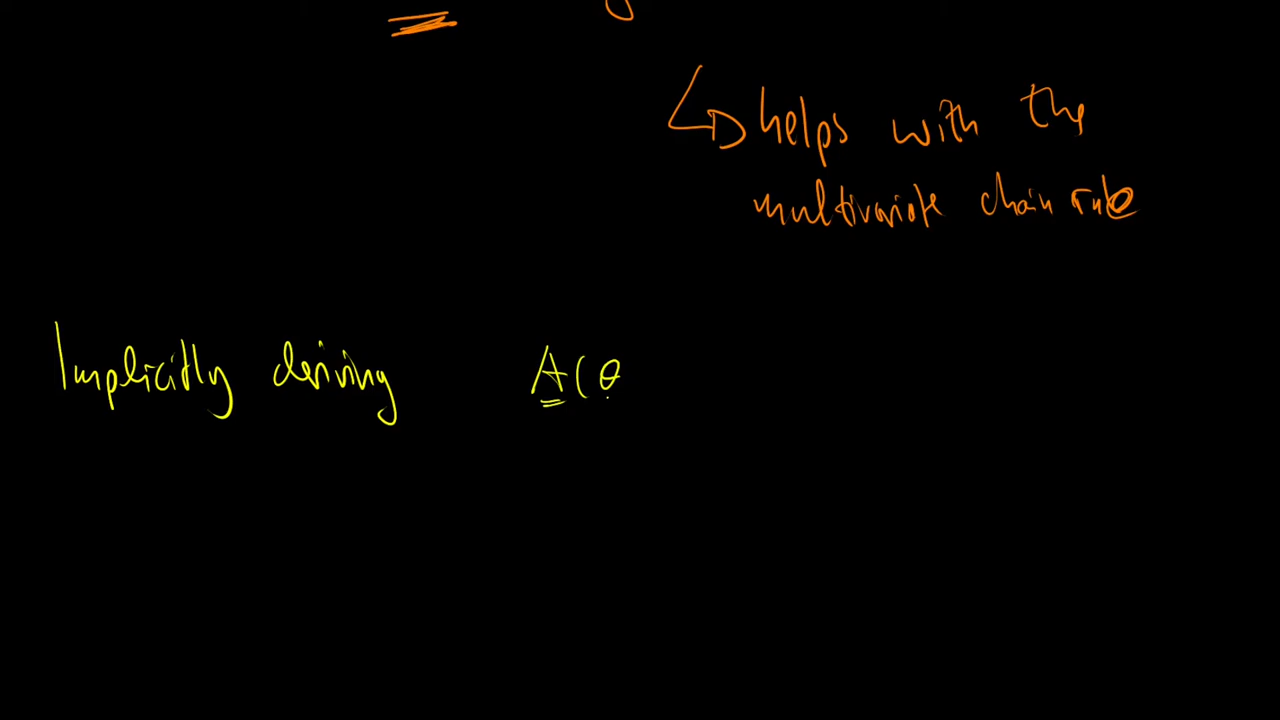 ↳ helps with the
multivariate chain rule
Implicitly deriving A(θ